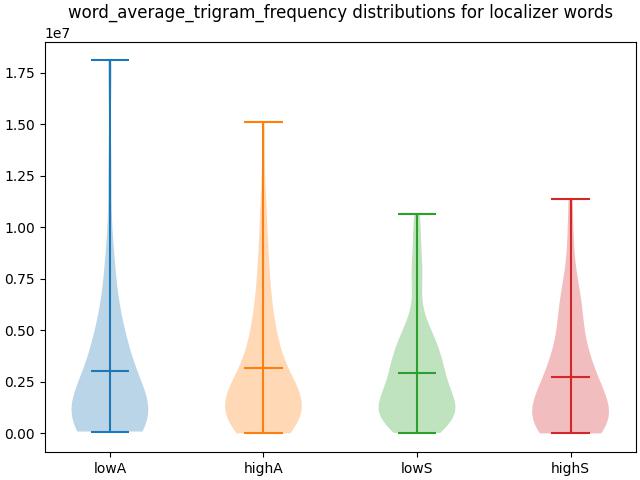 word_average_trigram_frequency distributions for localizer words
1e7
1.75
1.50
1.25
1.00
0.75
0.50
0.25
0.00
lowA highA lowS highS